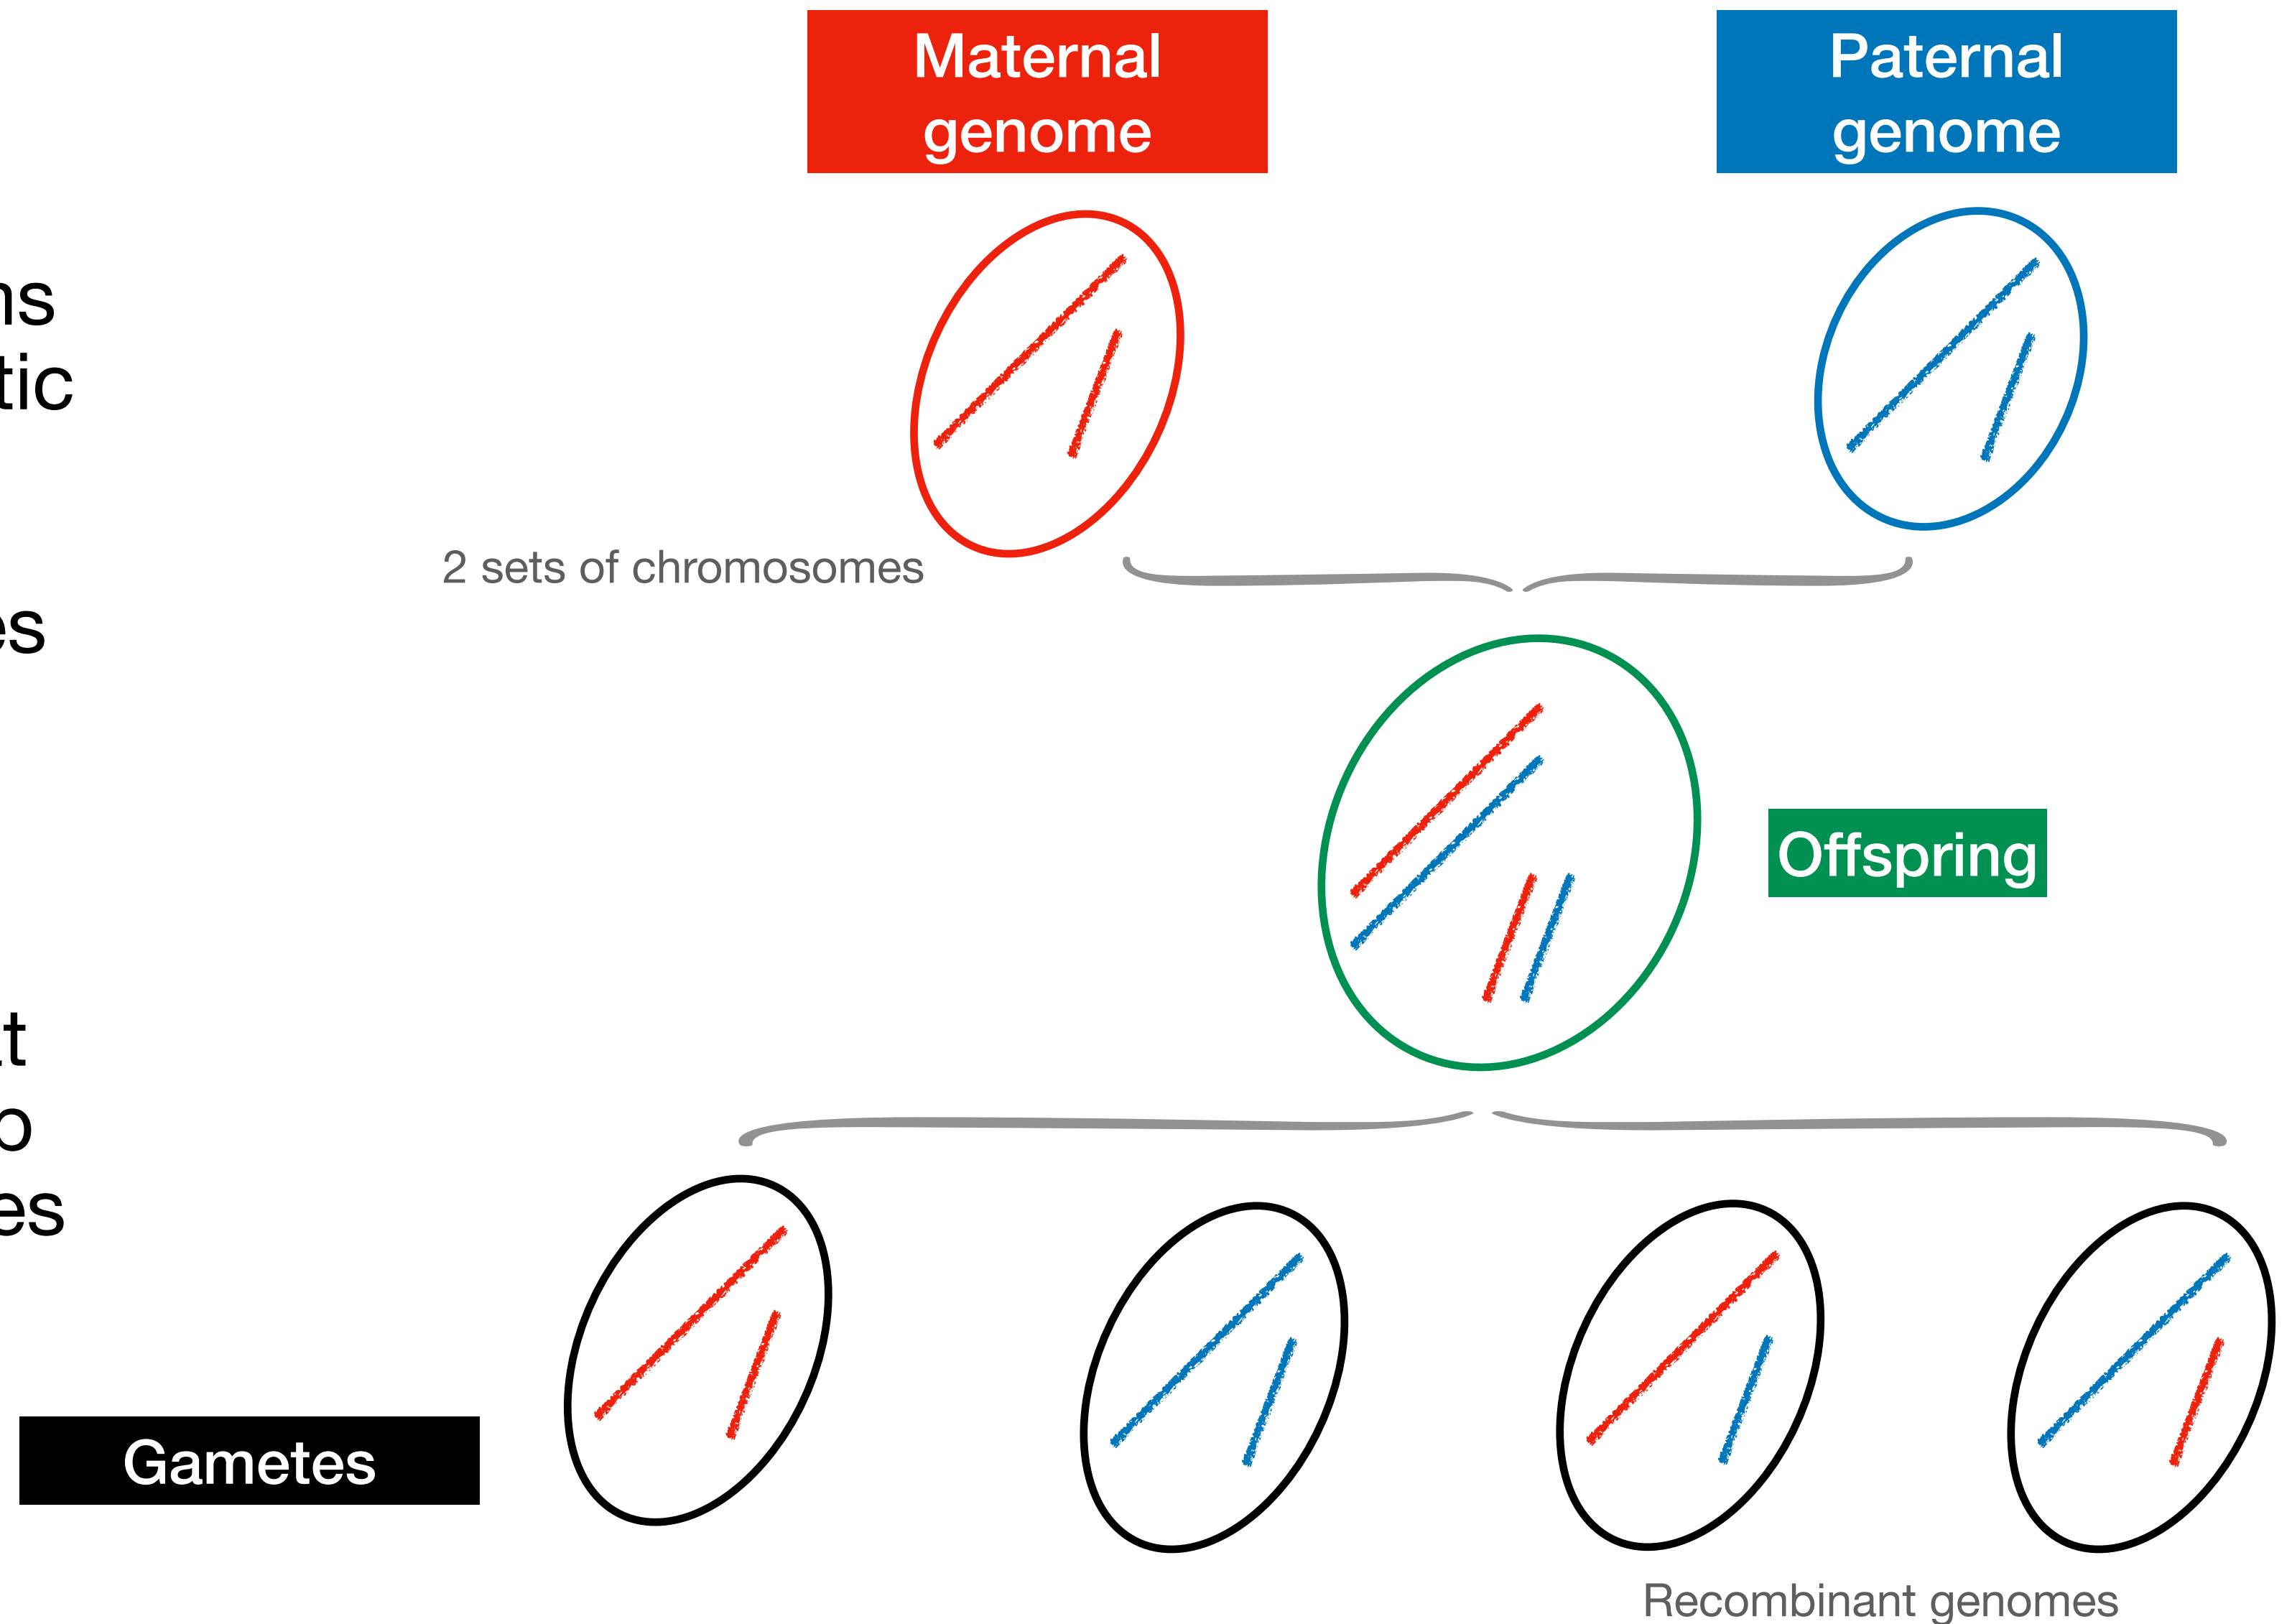 Maternal
genome
Paternal
genome
2 sets of chromosomes
Offspring
Gametes
Recombinant genomes